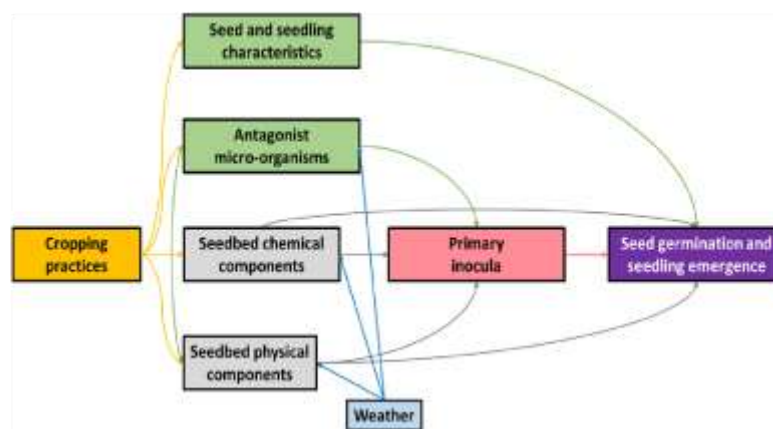 Seed and seedling
characteristics
Antagonist
micro-organisms
Cropping
practices
Seedbed chemical
components
Primary
inocula
Seed germination and
seedling emergence
Seedbed physical
components
Weather